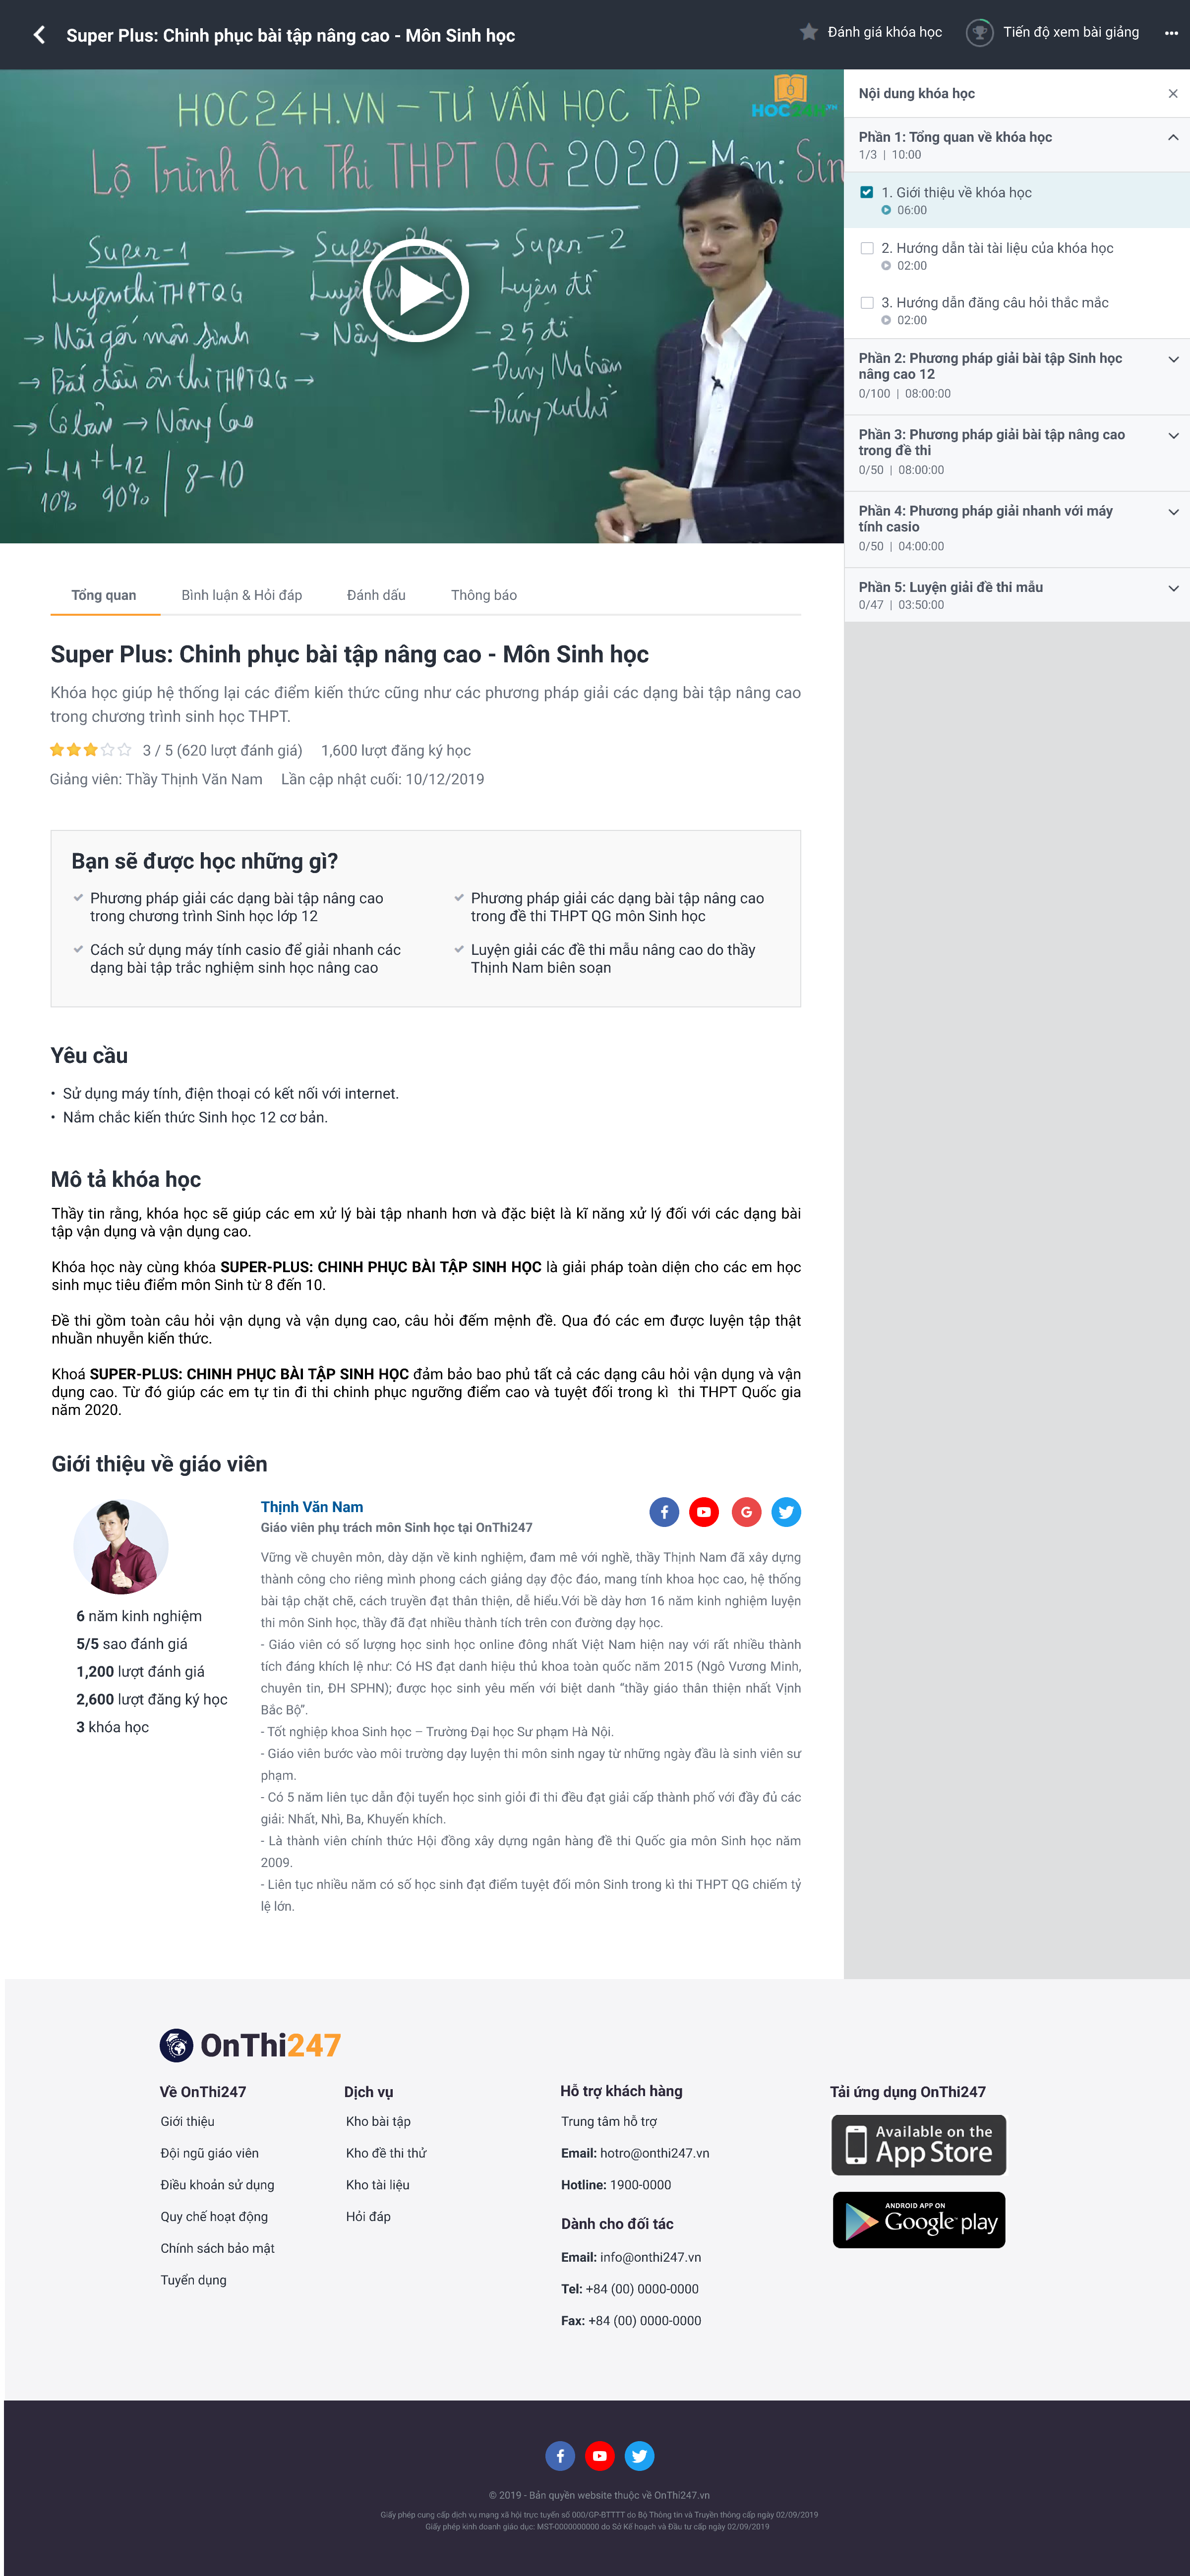 Super Plus: Chinh phục bài tập nâng cao - Môn Sinh học
Đánh giá khóa học
Tiến độ xem bài giảng
HOC24H.VN – TƯ VẤN HỌC TẬP
HOC24H.VN
Lộ Trình Ôn Thi THPT QG 2020 – Môn: Sin
Super-1
Super Plus
Super-2
Luyện thi THPTQG
Luyện
Luyện đề
→ Mất gốc môn Sinh
→ Nâng
- 25 đề
→ Bắt đầu ôn thi THPTQG →
- Đúng Ma trận
→ Cơ bản → Nâng Cao
- Đúng xu thế
→ L11 + L12 | 8-10
10% 90%
Nội dung khóa học
Phần 1: Tổng quan về khóa học
1/3 | 10:00
1. Giới thiệu về khóa học
06:00
2. Hướng dẫn tài tài liệu của khóa học
02:00
3. Hướng dẫn đăng câu hỏi thắc mắc
02:00
Phần 2: Phương pháp giải bài tập Sinh học
nâng cao 12
0/100 | 08:00:00
Phần 3: Phương pháp giải bài tập nâng cao
trong đề thi
0/50 | 08:00:00
Phần 4: Phương pháp giải nhanh với máy
tính casio
0/50 | 04:00:00
Phần 5: Luyện giải đề thi mẫu
0/47 | 03:50:00
Tổng quan
Bình luận & Hỏi đáp
Đánh dấu
Thông báo
Super Plus: Chinh phục bài tập nâng cao - Môn Sinh học
Khóa học giúp hệ thống lại các điểm kiến thức cũng như các phương pháp giải các dạng bài tập nâng cao
trong chương trình sinh học THPT.
3 / 5 (620 lượt đánh giá) 1,600 lượt đăng ký học
Giảng viên: Thầy Thịnh Văn Nam Lần cập nhật cuối: 10/12/2019
Bạn sẽ được học những gì?
Phương pháp giải các dạng bài tập nâng cao
trong chương trình Sinh học lớp 12
Phương pháp giải các dạng bài tập nâng cao
trong đề thi THPT QG môn Sinh học
Cách sử dụng máy tính casio để giải nhanh các
dạng bài tập trắc nghiệm sinh học nâng cao
Luyện giải các đề thi mẫu nâng cao do thầy
Thịnh Nam biên soạn
Yêu cầu
• Sử dụng máy tính, điện thoại có kết nối với internet.
• Nắm chắc kiến thức Sinh học 12 cơ bản.
Mô tả khóa học
Thầy tin rằng, khóa học sẽ giúp các em xử lý bài tập nhanh hơn và đặc biệt là kĩ năng xử lý đối với các dạng bài
tập vận dụng và vận dụng cao.
Khóa học này cùng khóa SUPER-PLUS: CHINH PHỤC BÀI TẬP SINH HỌC là giải pháp toàn diện cho các em học
sinh mục tiêu điểm môn Sinh từ 8 đến 10.
Đề thi gồm toàn câu hỏi vận dụng và vận dụng cao, câu hỏi đếm mệnh đề. Qua đó các em được luyện tập thật
nhuần nhuyễn kiến thức.
Khoá SUPER-PLUS: CHINH PHỤC BÀI TẬP SINH HỌC đảm bảo bao phủ tất cả các dạng câu hỏi vận dụng và vận
dụng cao. Từ đó giúp các em tự tin đi thi chinh phục ngưỡng điểm cao và tuyệt đối trong kì thi THPT Quốc gia
năm 2020.
Giới thiệu về giáo viên
6 năm kinh nghiệm
5/5 sao đánh giá
1,200 lượt đánh giá
2,600 lượt đăng ký học
3 khóa học
Thịnh Văn Nam
Giáo viên phụ trách môn Sinh học tại OnThi247
Vững về chuyên môn, dày dặn về kinh nghiệm, đam mê với nghề, thầy Thịnh Nam đã xây dựng
thành công cho riêng mình phong cách giảng dạy độc đáo, mang tính khoa học cao, hệ thống
bài tập chặt chẽ, cách truyền đạt thân thiện, dễ hiểu.Với bề dày hơn 16 năm kinh nghiệm luyện
thi môn Sinh học, thầy đã đạt nhiều thành tích trên con đường dạy học.
- Giáo viên có số lượng học sinh học online đông nhất Việt Nam hiện nay với rất nhiều thành
tích đáng khích lệ như: Có HS đạt danh hiệu thủ khoa toàn quốc năm 2015 (Ngô Vương Minh,
chuyên tin, ĐH SPHN); được học sinh yêu mến với biệt danh “thầy giáo thân thiện nhất Vịnh
Bắc Bộ”.
- Tốt nghiệp khoa Sinh học – Trường Đại học Sư phạm Hà Nội.
- Giáo viên bước vào môi trường dạy luyện thi môn sinh ngay từ những ngày đầu là sinh viên sư
phạm.
- Có 5 năm liên tục dẫn đội tuyển học sinh giỏi đi thi đều đạt giải cấp thành phố với đầy đủ các
giải: Nhất, Nhì, Ba, Khuyến khích.
- Là thành viên chính thức Hội đồng xây dựng ngân hàng đề thi Quốc gia môn Sinh học năm
2009.
- Liên tục nhiều năm có số học sinh đạt điểm tuyệt đối môn Sinh trong kì thi THPT QG chiếm tỷ
lệ lớn.
OnThi247
Về OnThi247
Giới thiệu
Đội ngũ giáo viên
Điều khoản sử dụng
Quy chế hoạt động
Chính sách bảo mật
Tuyển dụng
Dịch vụ
Kho bài tập
Kho đề thi thử
Kho tài liệu
Hỏi đáp
Hỗ trợ khách hàng
Trung tâm hỗ trợ
Email: hotro@onthi247.vn
Hotline: 1900-0000
Dành cho đối tác
Email: info@onthi247.vn
Tel: +84 (00) 0000-0000
Fax: +84 (00) 0000-0000
Tải ứng dụng OnThi247
Available on the
App Store
ANDROID APP ON
Google play
© 2019 - Bản quyền website thuộc về OnThi247.vn
Giấy phép cung cấp dịch vụ mạng xã hội trực tuyến số 000/GP-BTTTT do Bộ Thông tin và Truyền thông cấp ngày 02/09/2019
Giấy phép kinh doanh giáo dục: MST-0000000000 do Sở Kế hoạch và Đầu tư cấp ngày 02/09/2019